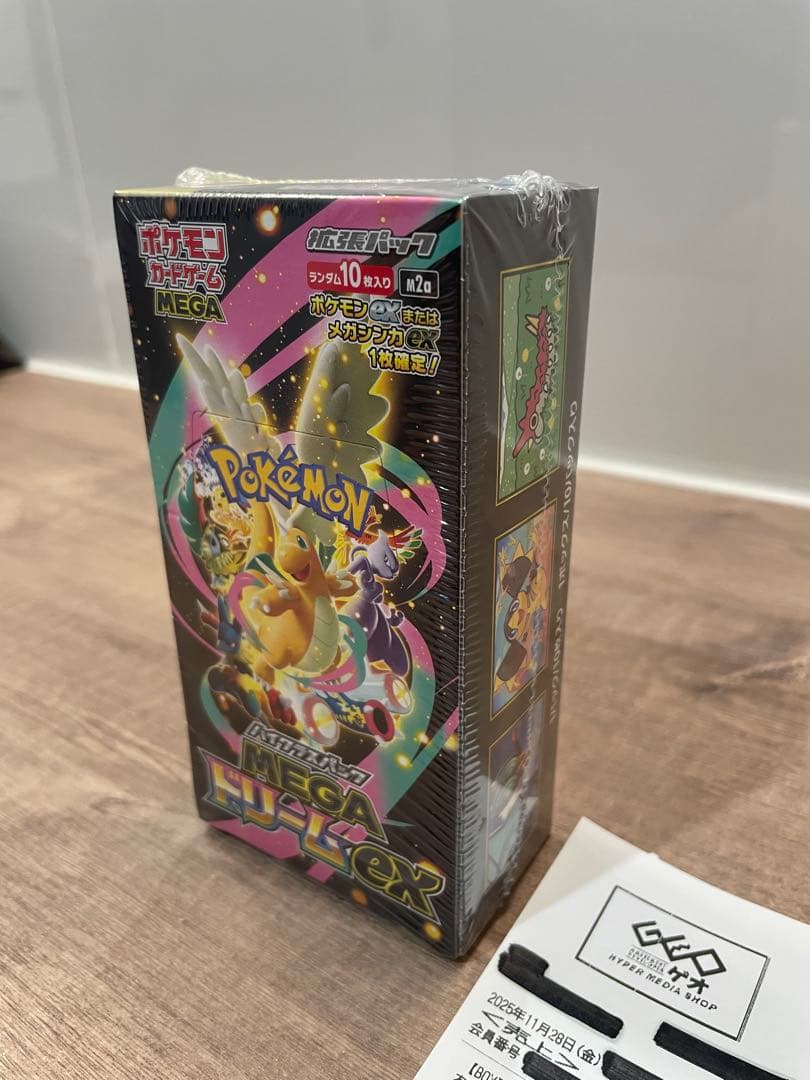 ポケモン
カードゲーム
MEGA
拡張パック
ランダム10枚入り
M2a
ポケモンexまたは
メガシンカex
1枚確定!
POKÉMON
ハイクラスパック
MEGA
ドリームex
GEO
ゲオ
HYPER MEDIA SHOP
2025年11月28日(金)
<売上>
会員番号